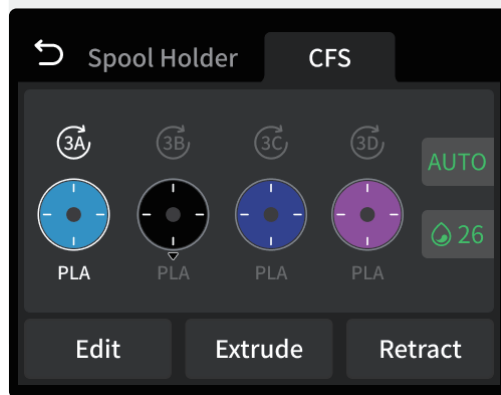 Spool Holder CFS
3A 3B 3C 3D
AUTO
26
PLA PLA PLA PLA
Edit Extrude Retract